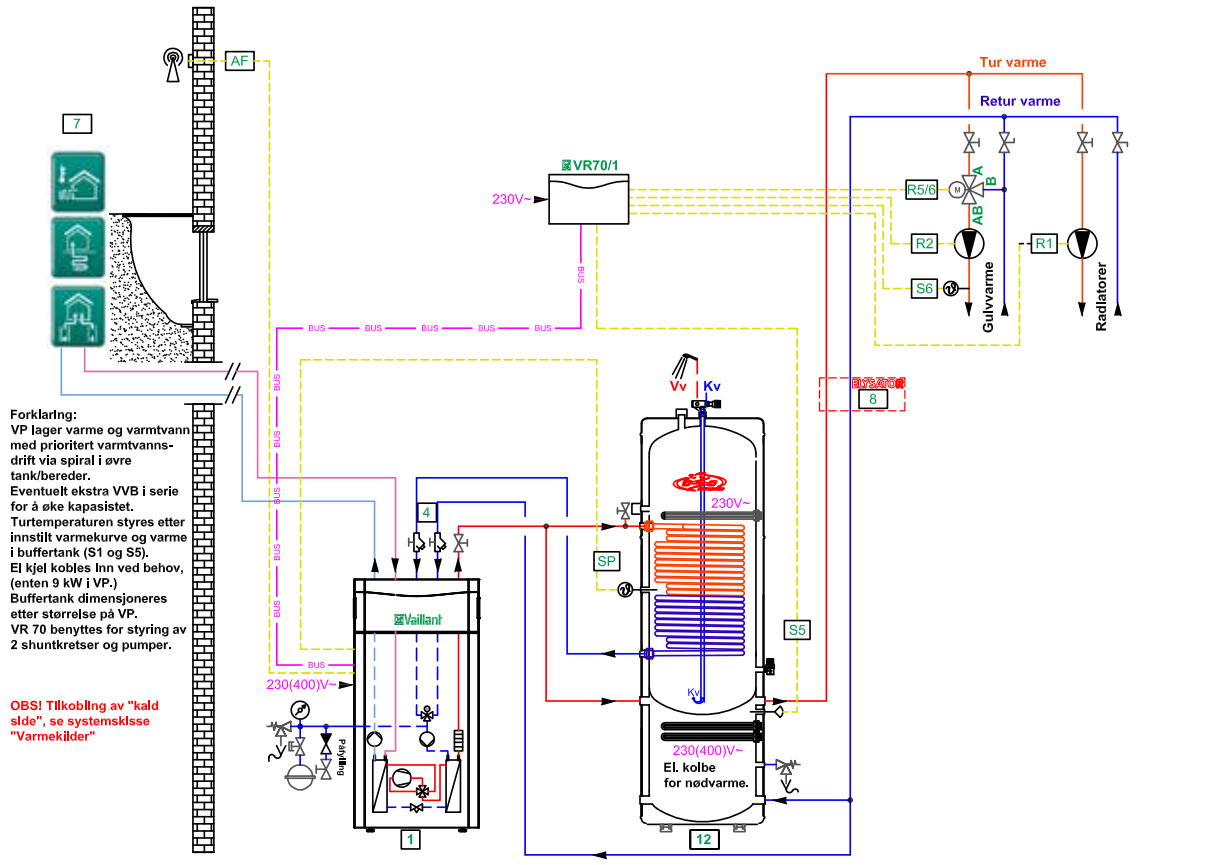 AF
7
Tur varme
Retur varme
VR70/1
230V~
R5/6
M
A
B
AB
R2
R1
S6
Gulvvarme
Radiatorer
BUS
BUS
BUS
BUS
BUS
BUS
BUS
BUS
BUS
ELYSATOR
8
Vv
Kv
Forklaring:
VP lager varme og varmtvann
med prioritert varmtvanns-
drift via spiral i øvre
tank/bereder.
Eventuelt ekstra VVB i serie
for å øke kapasistet.
Turtemperaturen styres etter
innstilt varmekurve og varme
i buffertank (S1 og S5).
El kjel kobles inn ved behov,
(enten 9 kW i VP.)
Buffertank dimensjoneres
etter størrelse på VP.
VR 70 benyttes for styring av
2 shuntkretser og pumper.
OBS! Tilkobling av "kald
side", se systemskisse
"Varmekilder"
4
SP
230V~
Vaillant
S5
Kv
230(400)V~
Påfylling
230(400)V~
El. kolbe
for nødvarme.
1
12